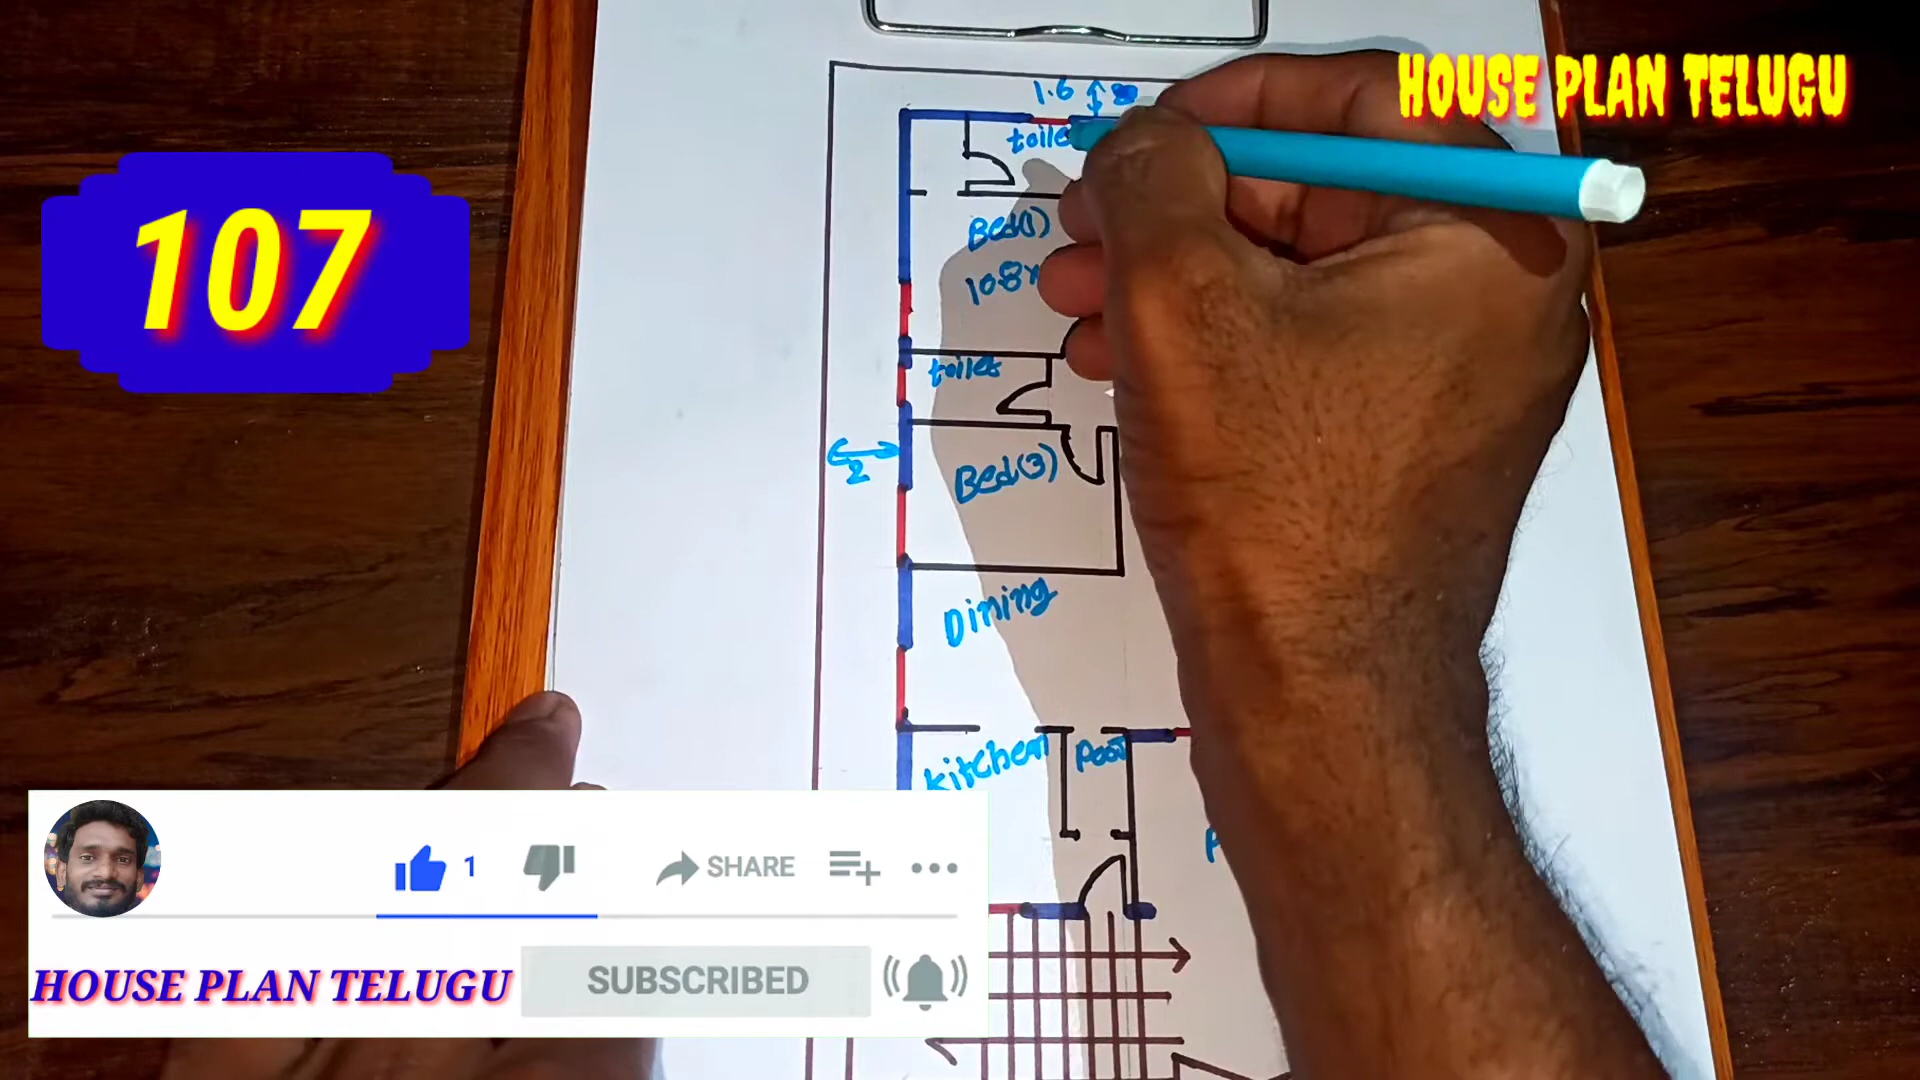 HOUSE PLAN TELUGU
107
1.6
toilet
Bed(1)
toilet
2
Bed(3)
Dining
kitchen
1
SHARE
HOUSE PLAN TELUGU
SUBSCRIBED